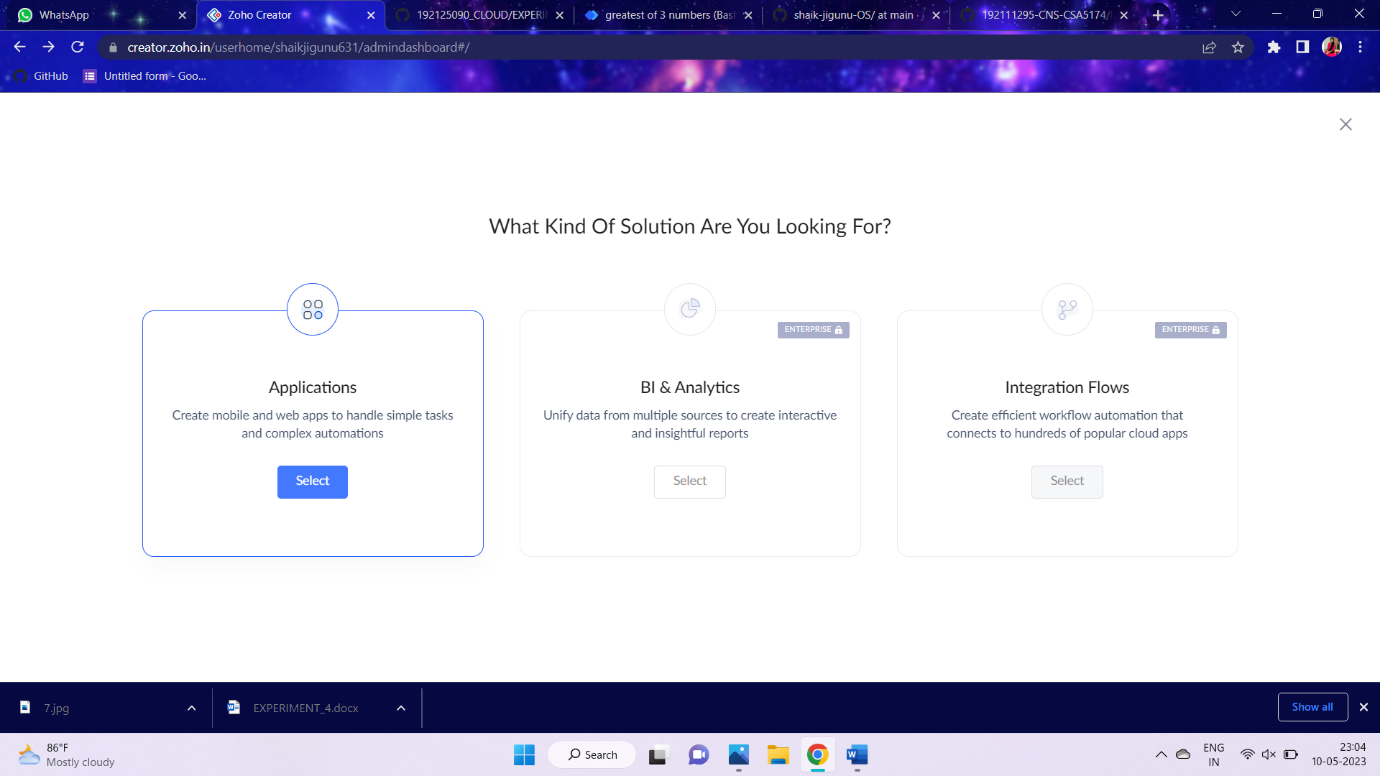 WhatsApp
Zoho Creator
192125090_CLOUD/EXPERI
greatest of 3 numbers (Bas
shaik-jigunu-OS/ at main
192111295-CNS-CSA5174/
creator.zoho.in/userhome/shaikjigunu631/admindashboard#/
GitHub
Untitled form - Goo...
What Kind Of Solution Are You Looking For?
ENTERPRISE
ENTERPRISE
Applications
Create mobile and web apps to handle simple tasks
and complex automations
Select
BI & Analytics
Unify data from multiple sources to create interactive
and insightful reports
Select
Integration Flows
Create efficient workflow automation that
connects to hundreds of popular cloud apps
Select
7.jpg
EXPERIMENT_4.docx
Show all
86°F
Mostly cloudy
Search
ENG
IN
23:04
10-05-2023